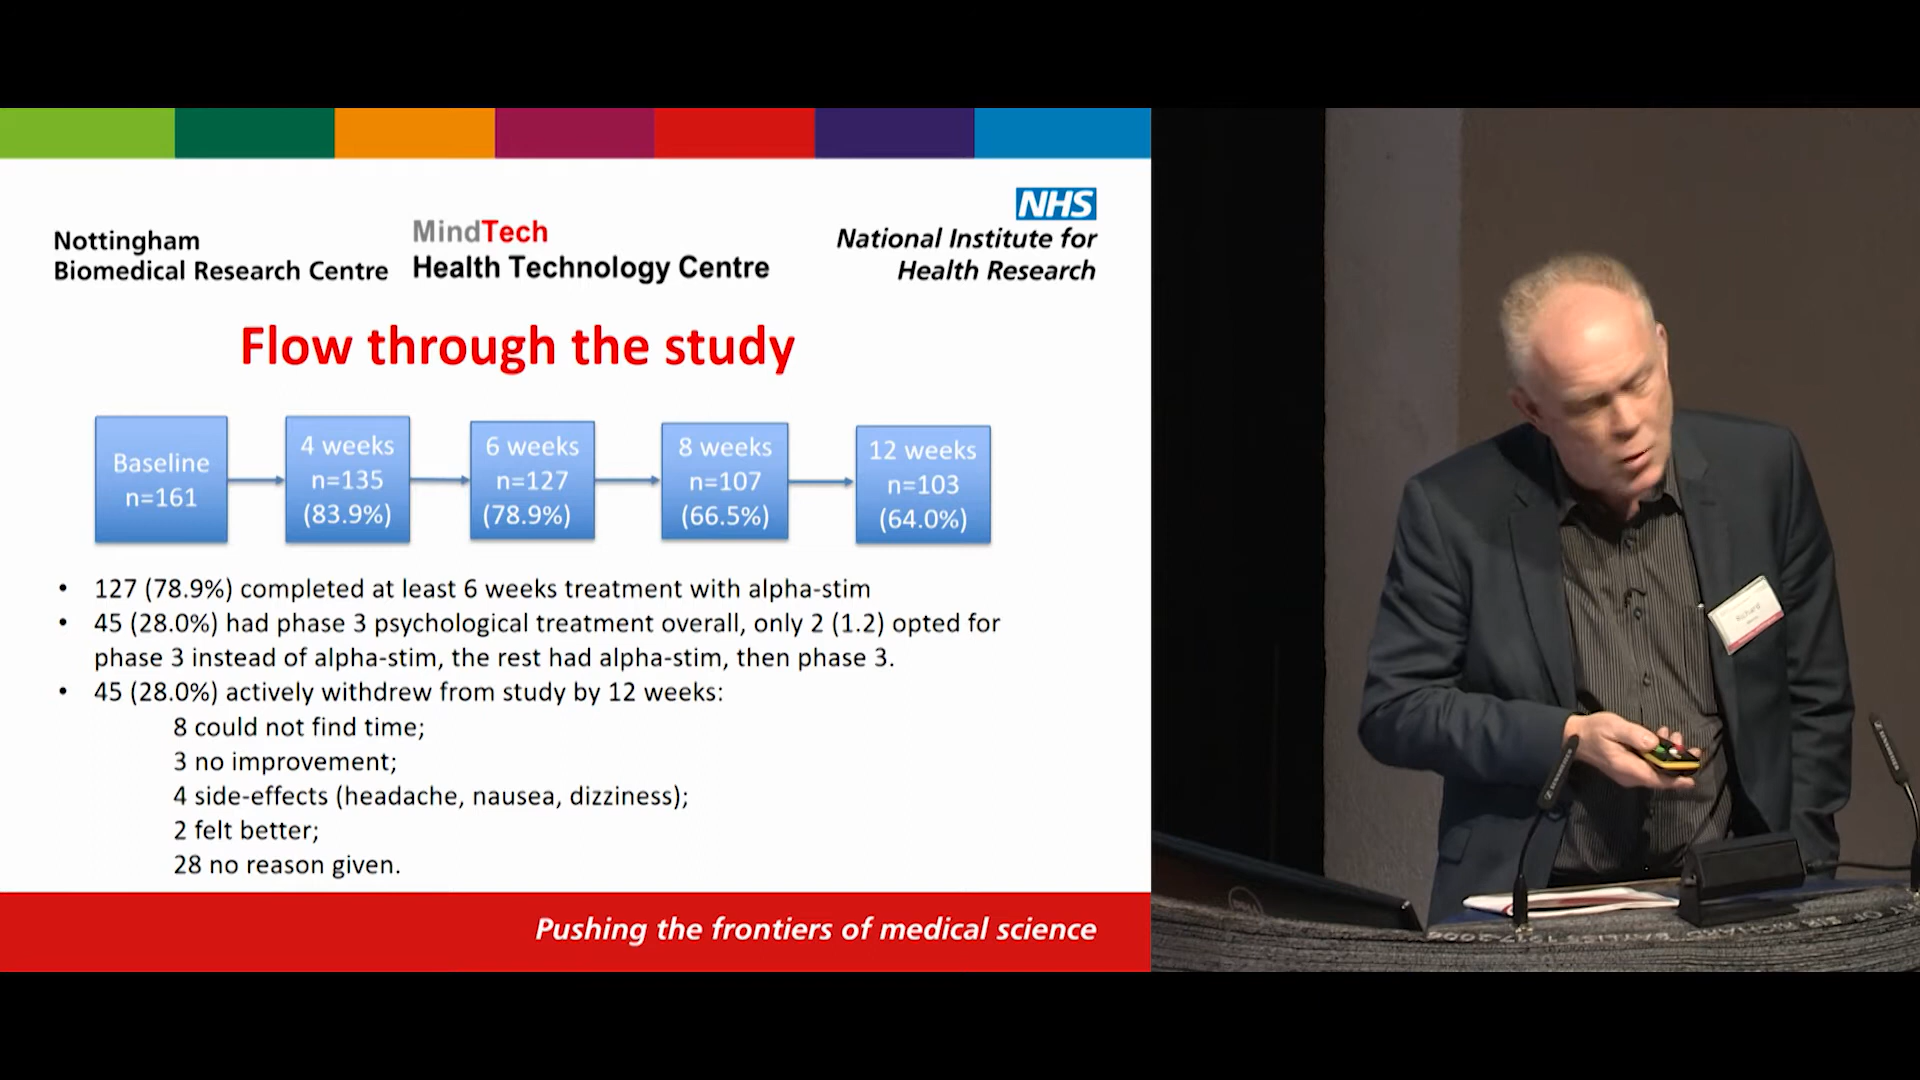 NHS
Nottingham
Biomedical Research Centre
MindTech
Health Technology Centre
National Institute for
Health Research
Flow through the study
Baseline
n=161
4 weeks
n=135
(83.9%)
6 weeks
n=127
(78.9%)
8 weeks
n=107
(66.5%)
12 weeks
n=103
(64.0%)
• 127 (78.9%) completed at least 6 weeks treatment with alpha-stim
• 45 (28.0%) had phase 3 psychological treatment overall, only 2 (1.2) opted for
phase 3 instead of alpha-stim, the rest had alpha-stim, then phase 3.
• 45 (28.0%) actively withdrew from study by 12 weeks:
8 could not find time;
3 no improvement;
4 side-effects (headache, nausea, dizziness);
2 felt better;
28 no reason given.
Pushing the frontiers of medical science
Richard
SENNHEISER
DELL